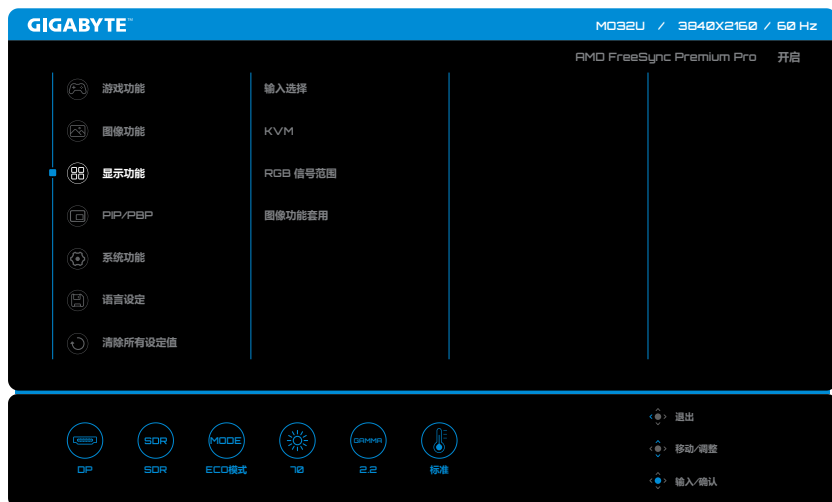 GIGABYTE™
MO32U / 3840X2160 / 60 Hz
AMD FreeSync Premium Pro 开启
游戏功能
图像功能
显示功能
PIP/PBP
系统功能
语言设定
清除所有设定值
输入选择
KVM
RGB 信号范围
图像功能套用
SDR
MODE
GAMMA
DP
SDR
ECO模式
70
2.2
标准
退出
移动/调整
输入/确认